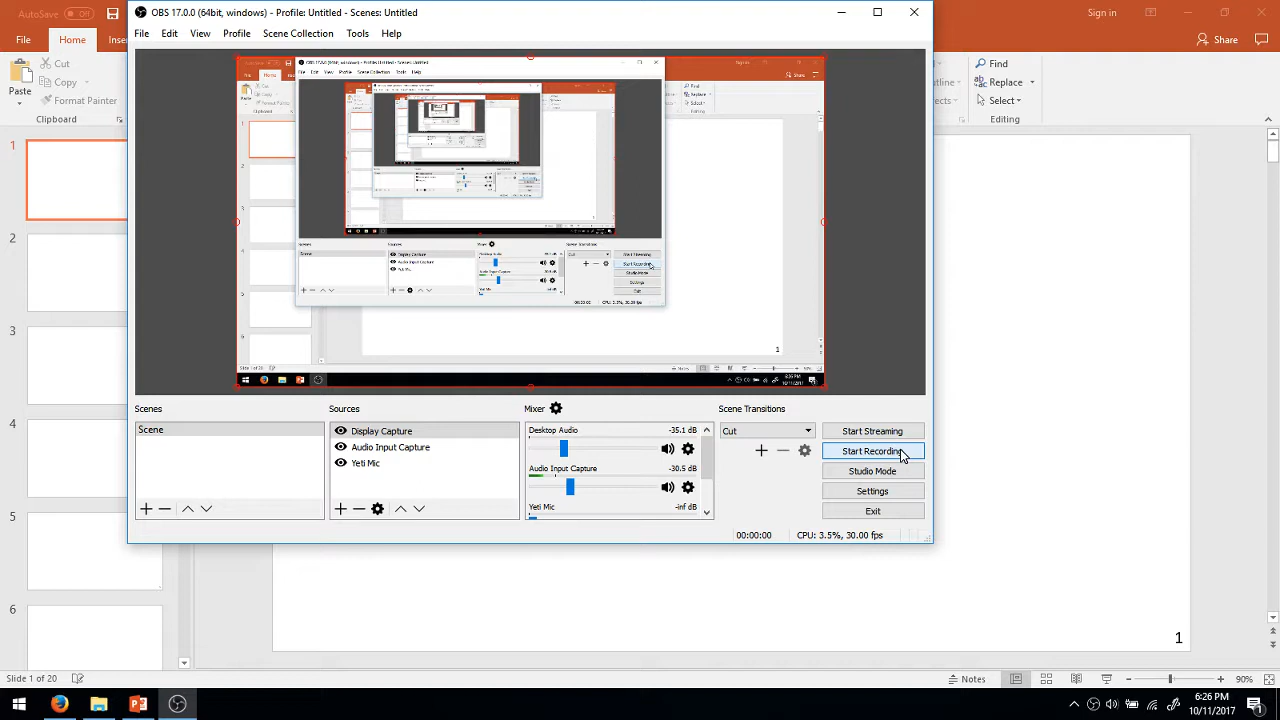 AutoSave Off
Sign in
File
Home
Inser
Share
Cut
Copy
Format Painter
Paste
Clipboard
Find
Replace
Select
Editing
OBS 17.0.0 (64bit, windows) - Profile: Untitled - Scenes: Untitled
File Edit View Profile Scene Collection Tools Help
Scenes
Scene
Sources
Display Capture
Audio Input Capture
Yeti Mic
Mixer
Desktop Audio -35.1 dB
Audio Input Capture -30.5 dB
Yeti Mic -inf dB
Scene Transitions
Cut
Start Streaming
Start Recording
Studio Mode
Settings
Exit
00:00:00 CPU: 3.5%, 30.00 fps
1
2
3
4
5
6
1
Slide 1 of 20
Notes
90%
6:26 PM
10/11/2017